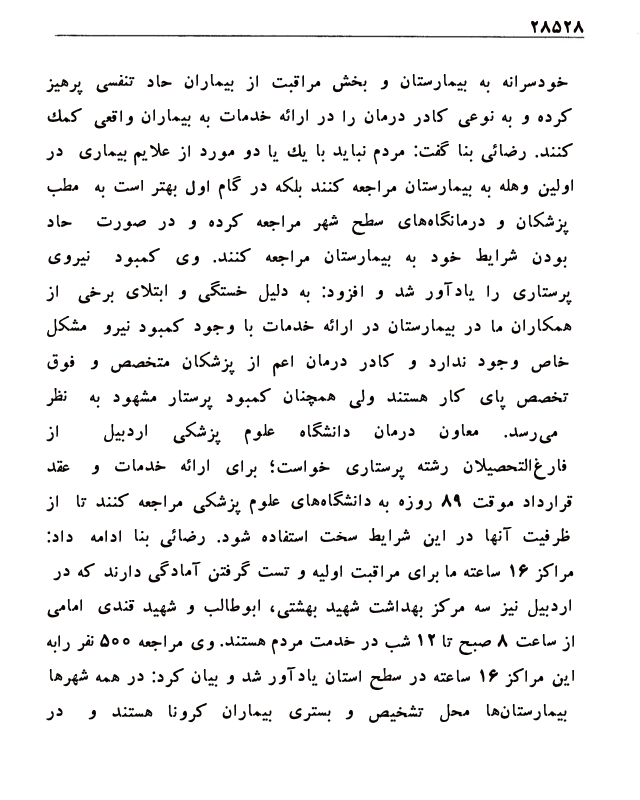 ۲۸۵۲۸
خودسرانه به بیمارستان و بخش مراقبت از بیماران حاد تنفسی پرهیز
کرده و به نوعی کادر درمان را در ارائه خدمات به بیماران واقعی کمك
کنند. رضائی بنا گفت: مردم نباید با یك یا دو مورد از علایم بیماری در
اولین وهله به بیمارستان مراجعه کنند بلکه در گام اول بهتر است به مطب
پزشکان و درمانگاه‌های سطح شهر مراجعه کرده و در صورت حاد
بودن شرایط خود به بیمارستان مراجعه کنند. وی کمبود نیروی
پرستاری را یادآور شد و افزود: به دلیل خستگی و ابتلای برخی از
همکاران ما در بیمارستان در ارائه خدمات با وجود کمبود نیرو مشکل
خاص وجود ندارد و کادر درمان اعم از پزشکان متخصص و فوق
تخصص پای کار هستند ولی همچنان کمبود پرستار مشهود به نظر
می‌رسد. معاون درمان دانشگاه علوم پزشکی اردبیل از
فارغ‌التحصیلان رشته پرستاری خواست؛ برای ارائه خدمات و عقد
قرارداد موقت ۸۹ روزه به دانشگاه‌های علوم پزشکی مراجعه کنند تا از
ظرفیت آنها در این شرایط سخت استفاده شود. رضائی بنا ادامه داد:
مراکز ۱۶ ساعته ما برای مراقبت اولیه و تست گرفتن آمادگی دارند که در
اردبیل نیز سه مرکز بهداشت شهید بهشتی، ابوطالب و شهید قندی امامی
از ساعت ۸ صبح تا ۱۲ شب در خدمت مردم هستند. وی مراجعه ۵۰۰ نفر رابه
این مراکز ۱۶ ساعته در سطح استان یادآور شد و بیان کرد: در همه شهرها
بیمارستان‌ها محل تشخیص و بستری بیماران کرونا هستند و در